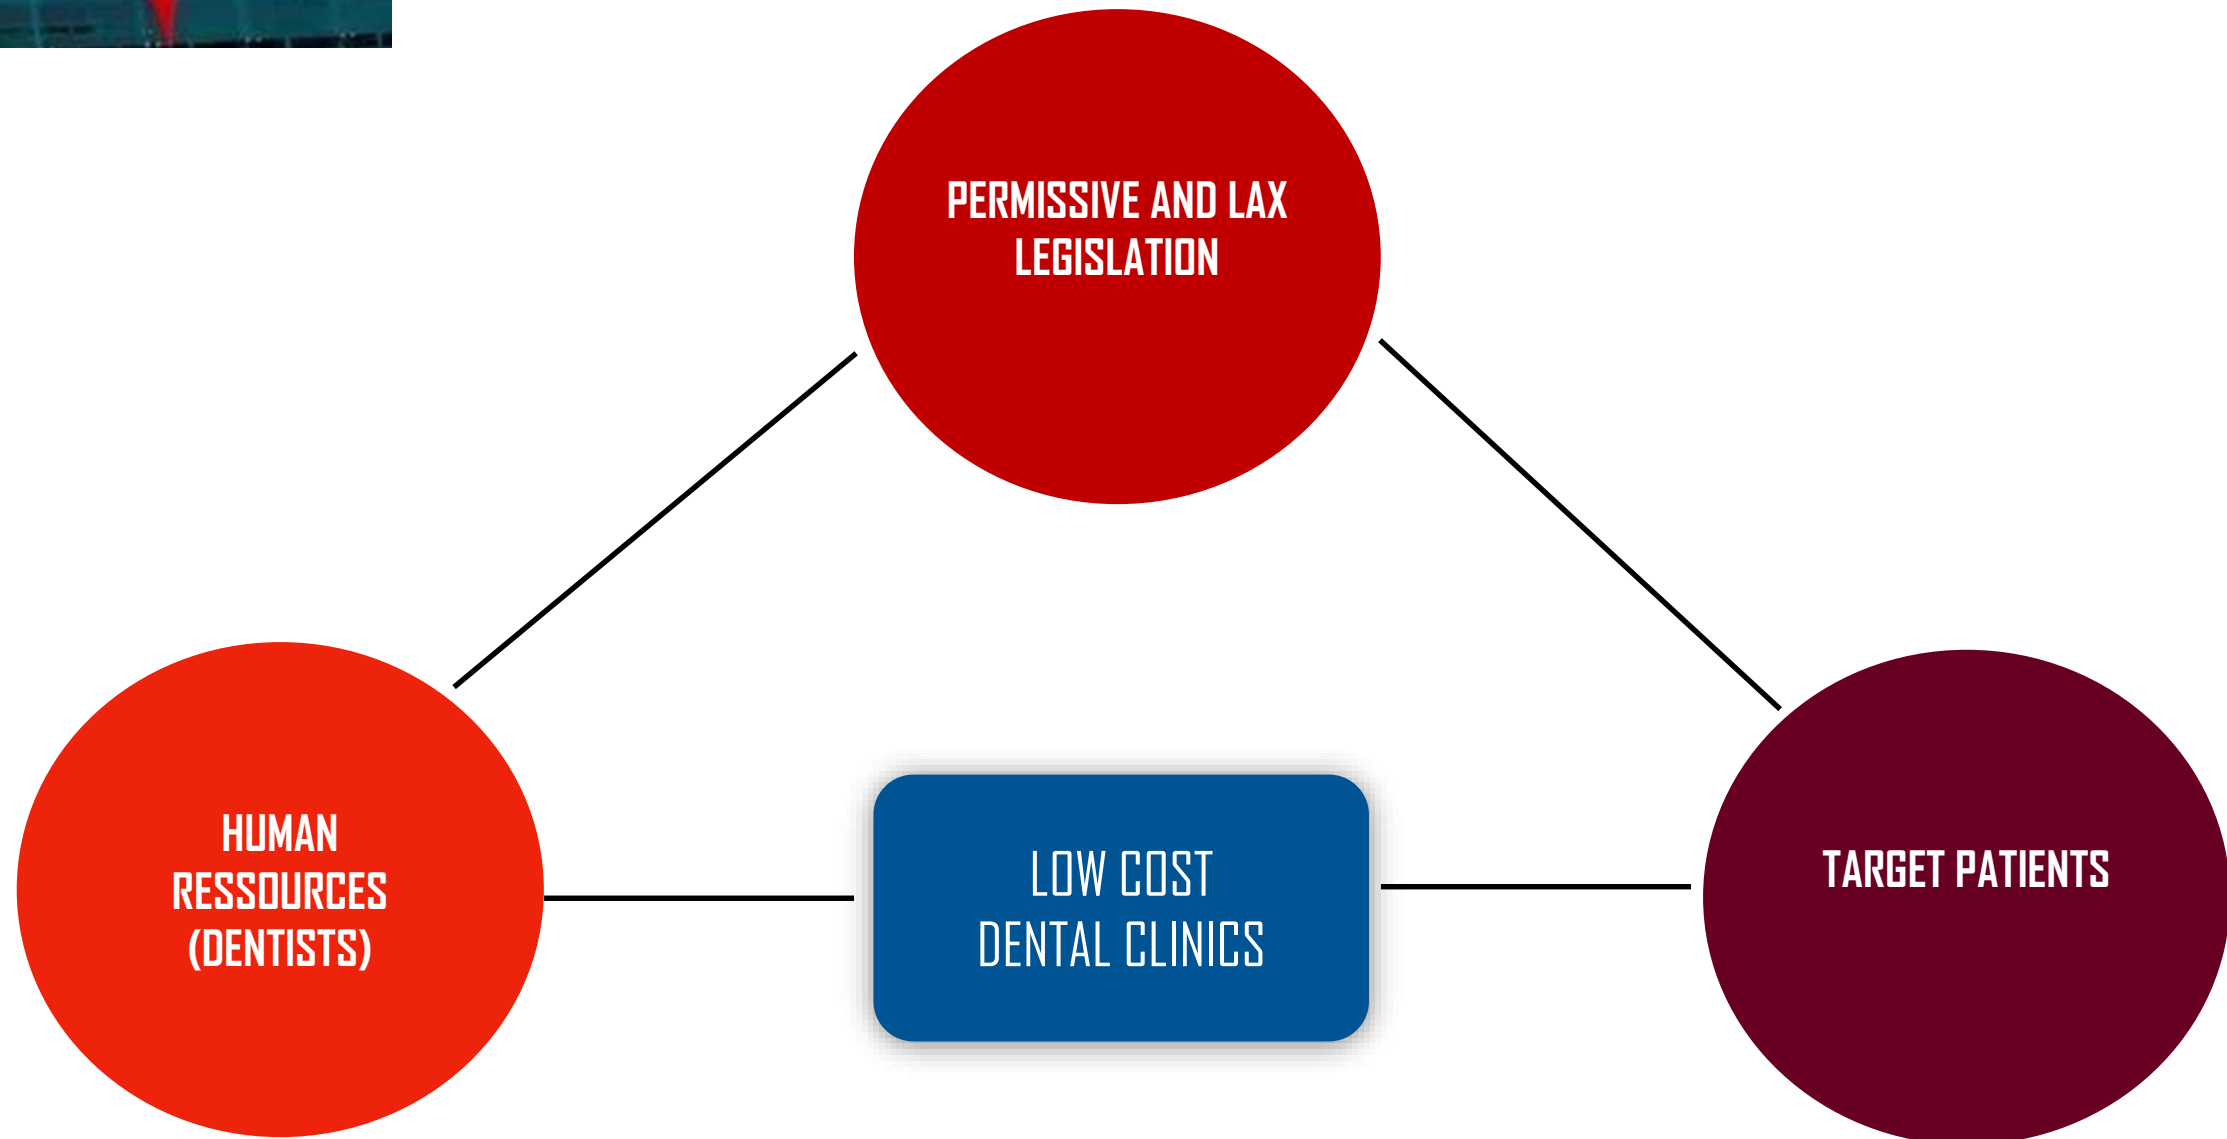 PERMISSIVE AND LAX
LEGISLATION
HUMAN
RESSOURCES
(DENTISTS)
LOW COST
DENTAL CLINICS
TARGET PATIENTS